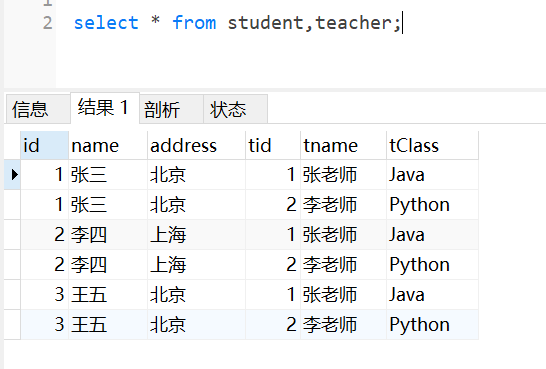 1
2 select * from student,teacher;
信息 结果 1 剖析 状态
id name address tid tname tClass
1 张三 北京 1 张老师 Java
1 张三 北京 2 李老师 Python
2 李四 上海 1 张老师 Java
2 李四 上海 2 李老师 Python
3 王五 北京 1 张老师 Java
3 王五 北京 2 李老师 Python